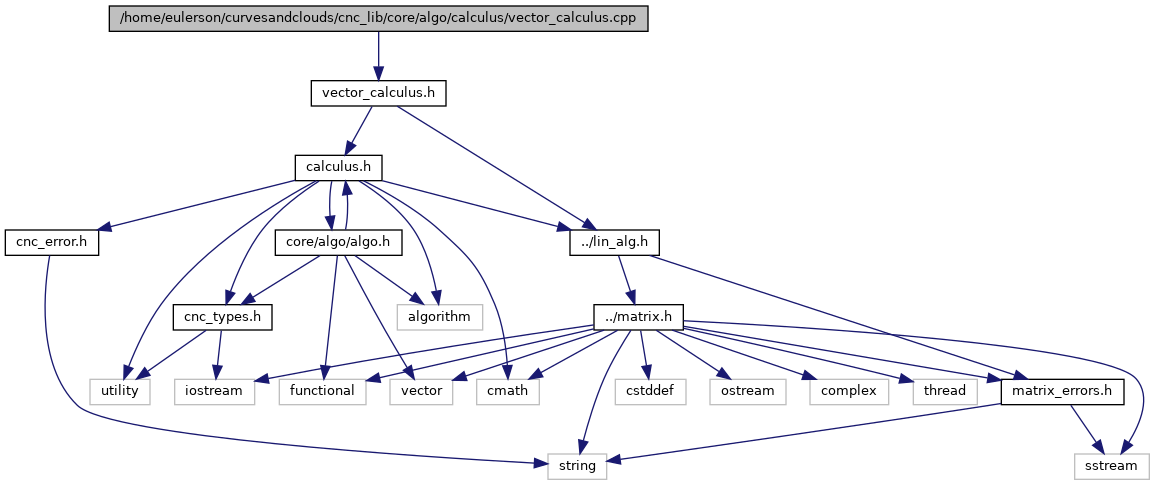 /home/eulerson/curvesandclouds/cnc_lib/core/algo/calculus/vector_calculus.cpp
vector_calculus.h
calculus.h
cnc_error.h
core/algo/algo.h
../lin_alg.h
cnc_types.h
algorithm
../matrix.h
utility
iostream
functional
vector
cmath
cstddef
ostream
complex
thread
matrix_errors.h
string
sstream